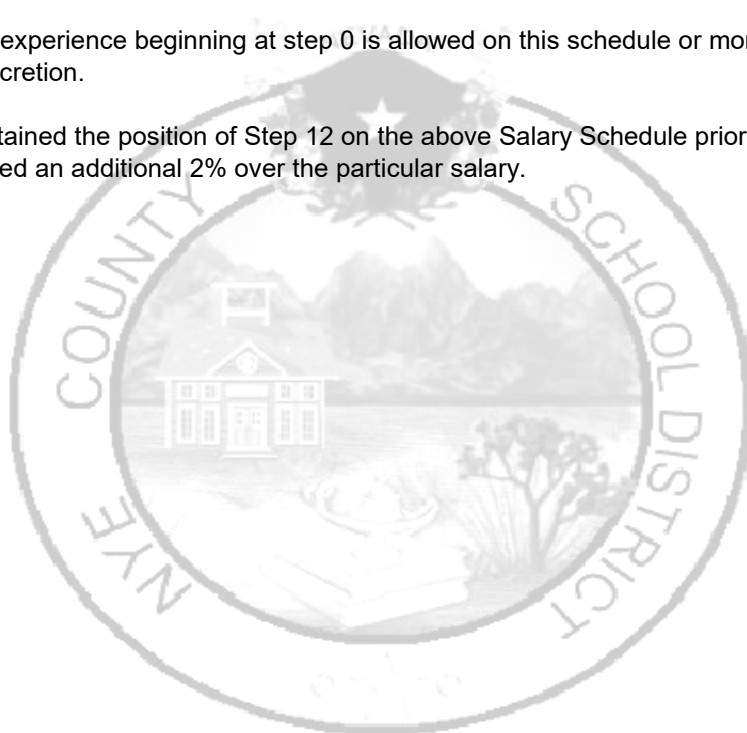 experience beginning at step 0 is allowed on this schedule or mor
cretion.
tained the position of Step 12 on the above Salary Schedule prior
ed an additional 2% over the particular salary.
NYE COUNTY SCHOOL DISTRICT